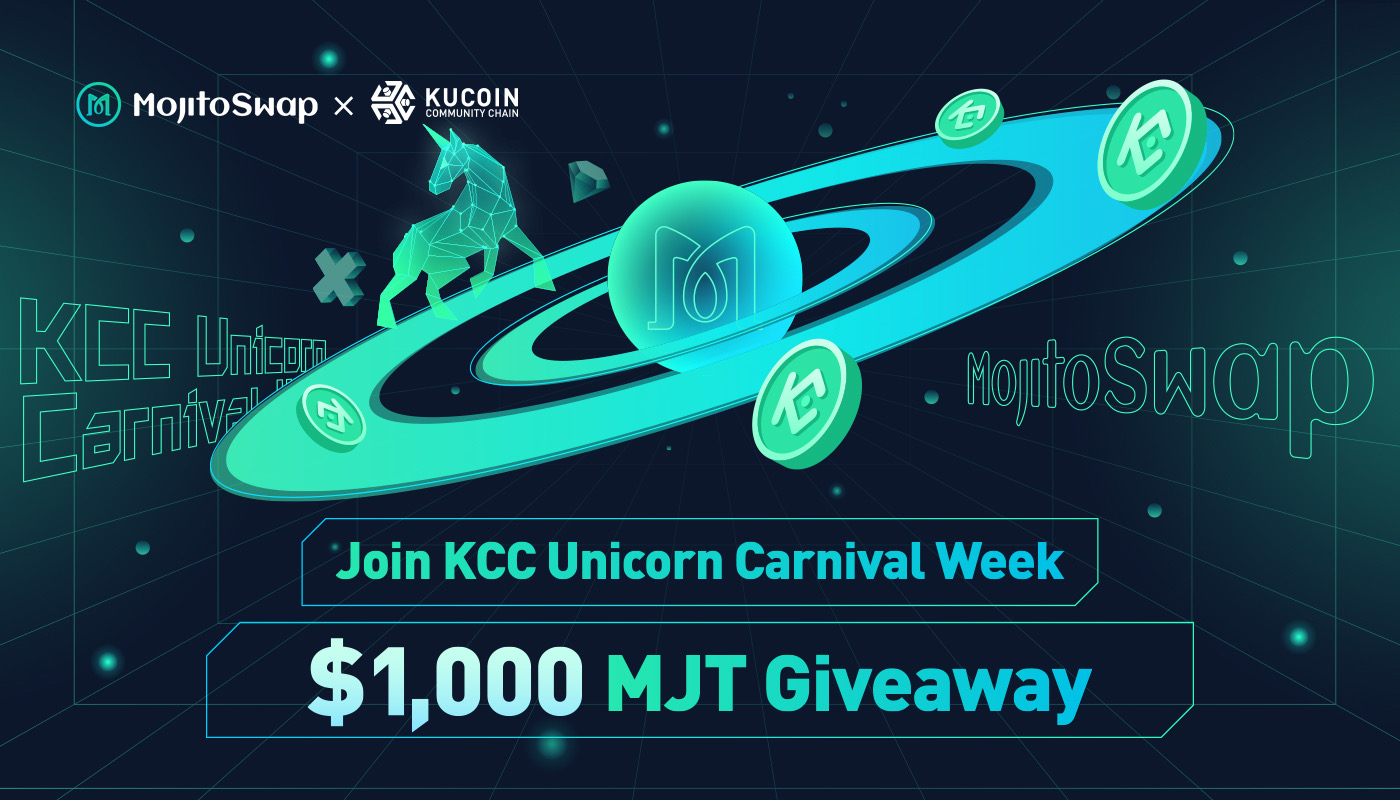 MojitoSwap × KUCOIN
COMMUNITY CHAIN
KCC Unicorn
Carnival
MojitoSwap
Join KCC Unicorn Carnival Week
$1,000 MJT Giveaway